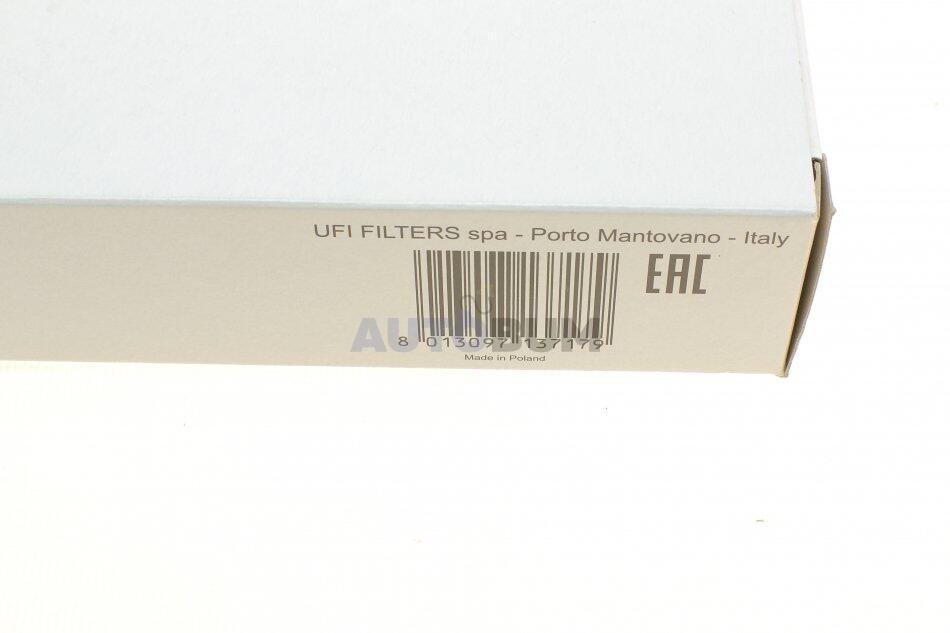 UFI FILTERS spa - Porto Mantovano - Italy
EAC
AUTOBUM
8 013097 137179
Made in Poland